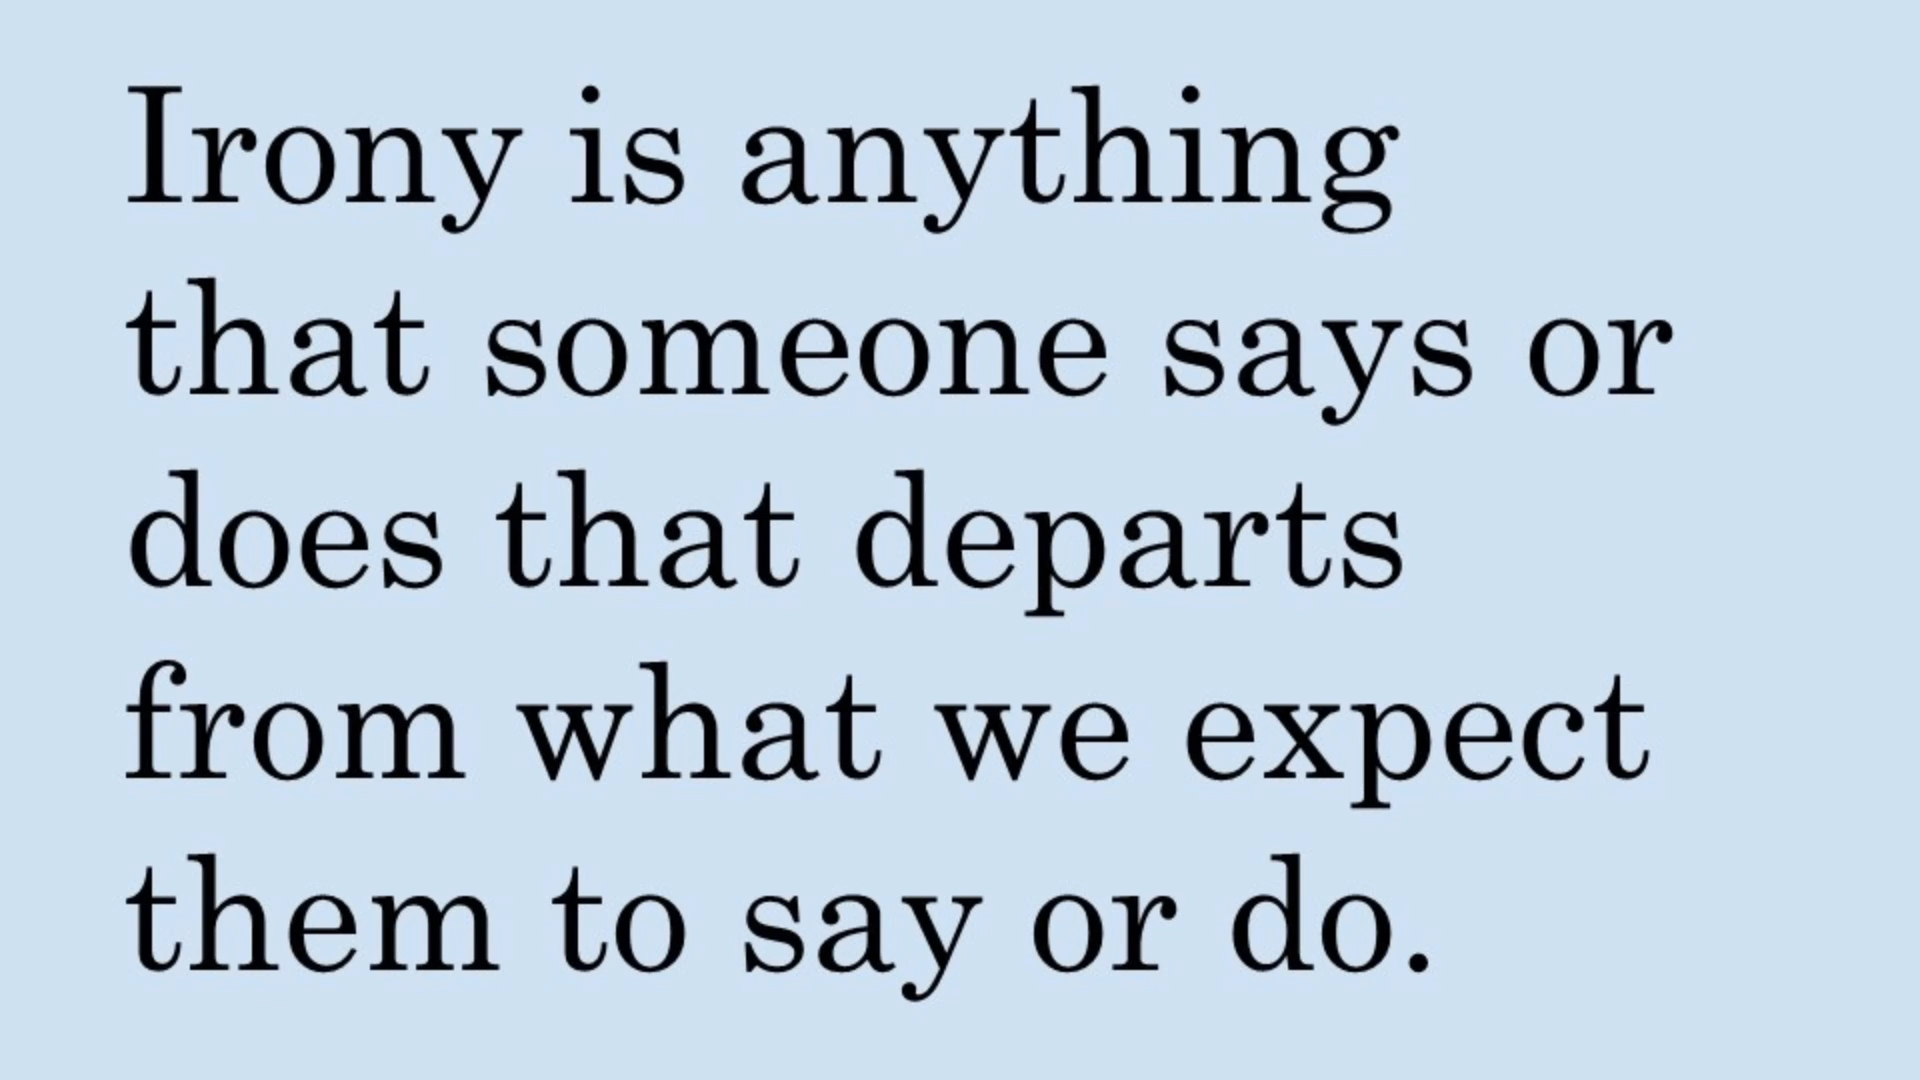 Irony is anything
that someone says or
does that departs
from what we expect
them to say or do.